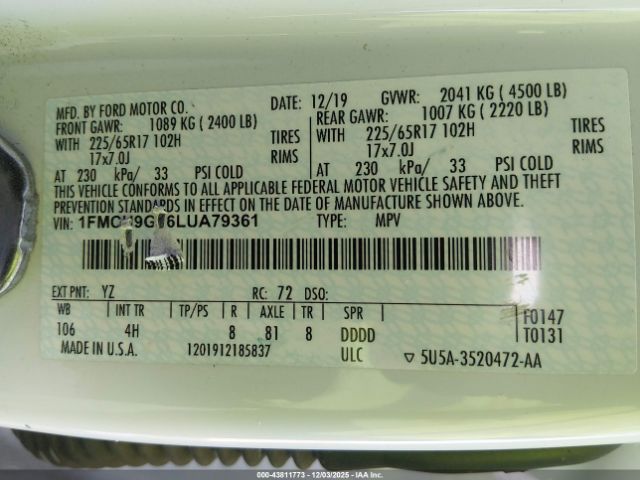 MFD. BY FORD MOTOR CO. DATE: 12/19 GVWR: 2041 KG ( 4500 LB)
FRONT GAWR: 1089 KG ( 2400 LB) REAR GAWR: 1007 KG ( 2220 LB)
WITH 225/65R17 102H TIRES 225/65R17 102H TIRES
17x7.0J RIMS WITH 17x7.0J RIMS
AT 230 kPa/ 33 PSI COLD AT 230 kPa/ 33 PSI COLD
THIS VEHICLE CONFORMS TO ALL APPLICABLE FEDERAL MOTOR VEHICLE SAFETY AND THEFT
PREVENTION STANDARDS IN EFFECT ON THE DATE OF MANUFACTURE SHOWN ABOVE.
VIN: TYPE: MPV
EXT PNT: YZ RC: 72 DSO:
WB INT TR TP/PS R AXLE TR SPR F0147
106 4H 8 81 8 DDDD T0131
MADE IN U.S.A. 1201912185837 ULC ▽ 5U5A-3520472-AA
00-43811773 - 12/03/2025 - IAAI.COM